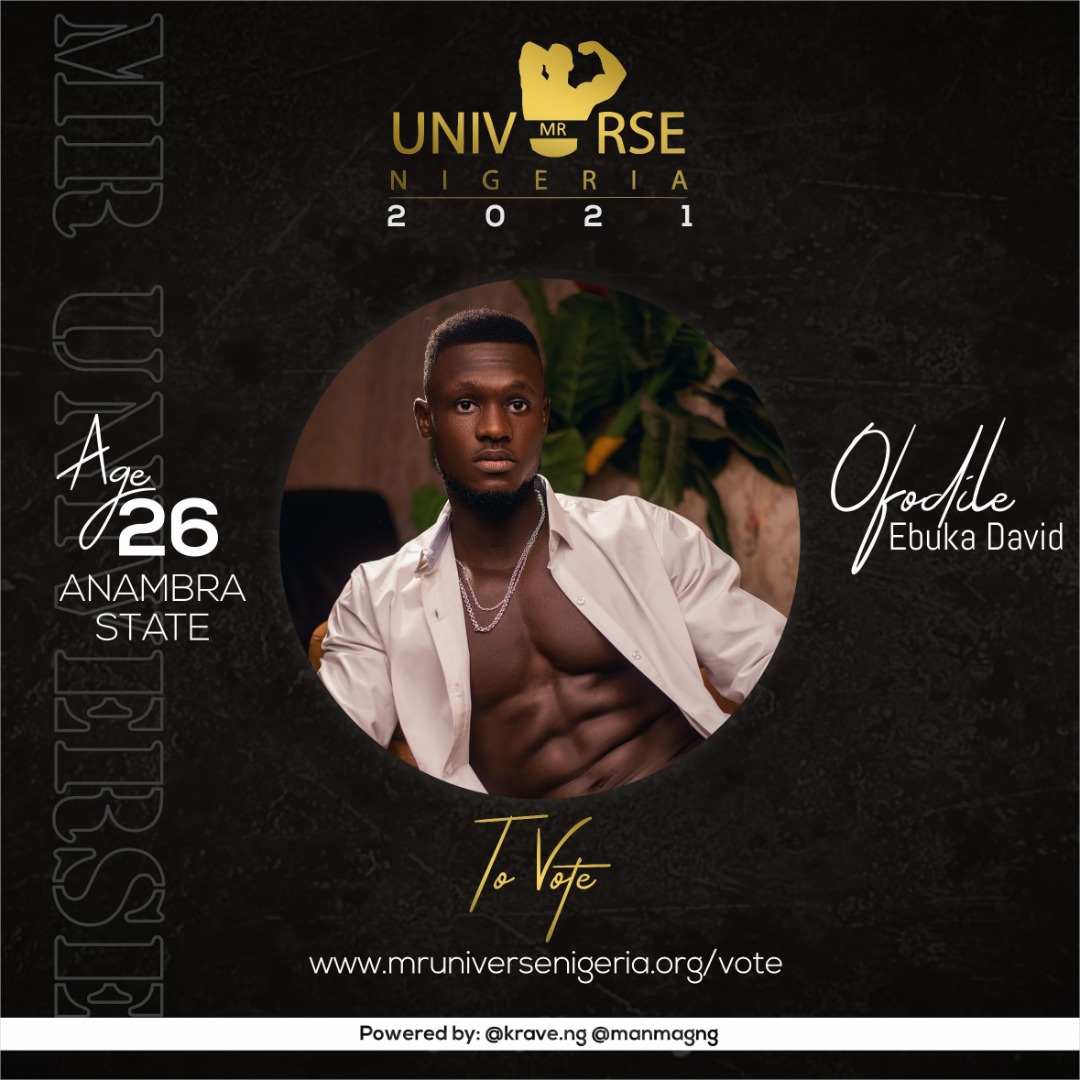 UNIV MR RSE
NIGERIA
2021
MR UNIVERSE
Age
26
ANAMBRA
STATE
Ofodile
Ebuka David
To Vote
www.mruniversenigeria.org/vote
Powered by: @krave.ng @manmagng